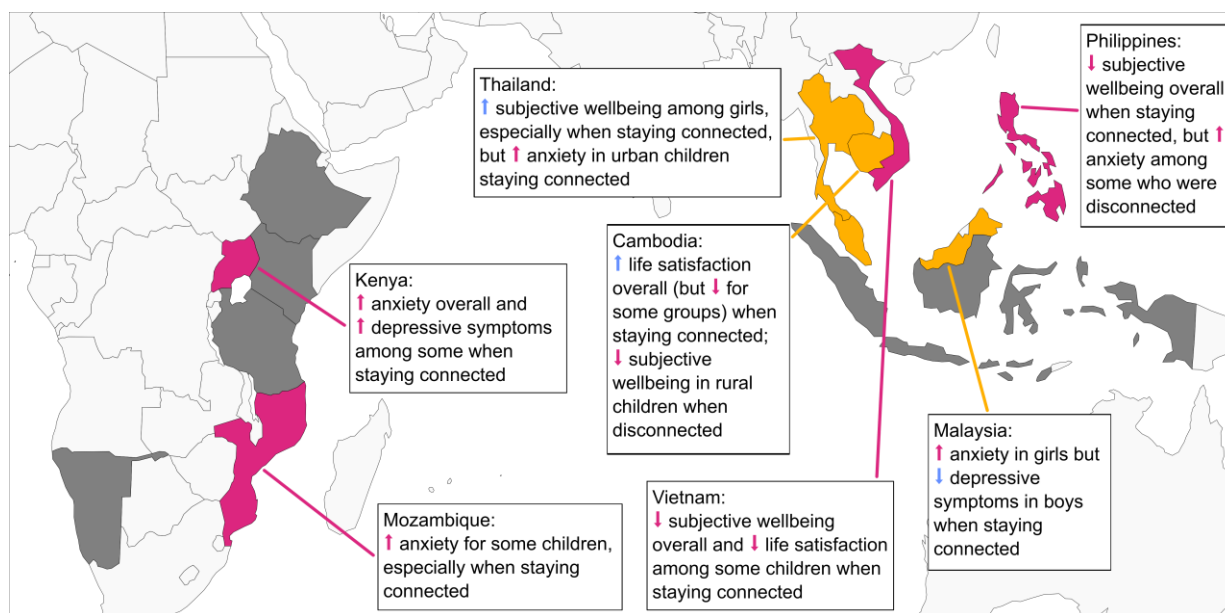 Thailand:
↑ subjective wellbeing among girls,
especially when staying connected,
but ↑ anxiety in urban children
staying connected
Philippines:
↓ subjective
wellbeing overall
when staying
connected, but ↑
anxiety among
some who were
disconnected
Kenya:
↑ anxiety overall and
↑ depressive symptoms
among some when
staying connected
Cambodia:
↑ life satisfaction
overall (but ↓ for
some groups) when
staying connected;
↓ subjective
wellbeing in rural
children when
disconnected
Malaysia:
↑ anxiety in girls but
↓ depressive
symptoms in boys
when staying
connected
Mozambique:
↑ anxiety for some children,
especially when staying
connected
Vietnam:
↓ subjective wellbeing
overall and ↓ life satisfaction
among some children when
staying connected